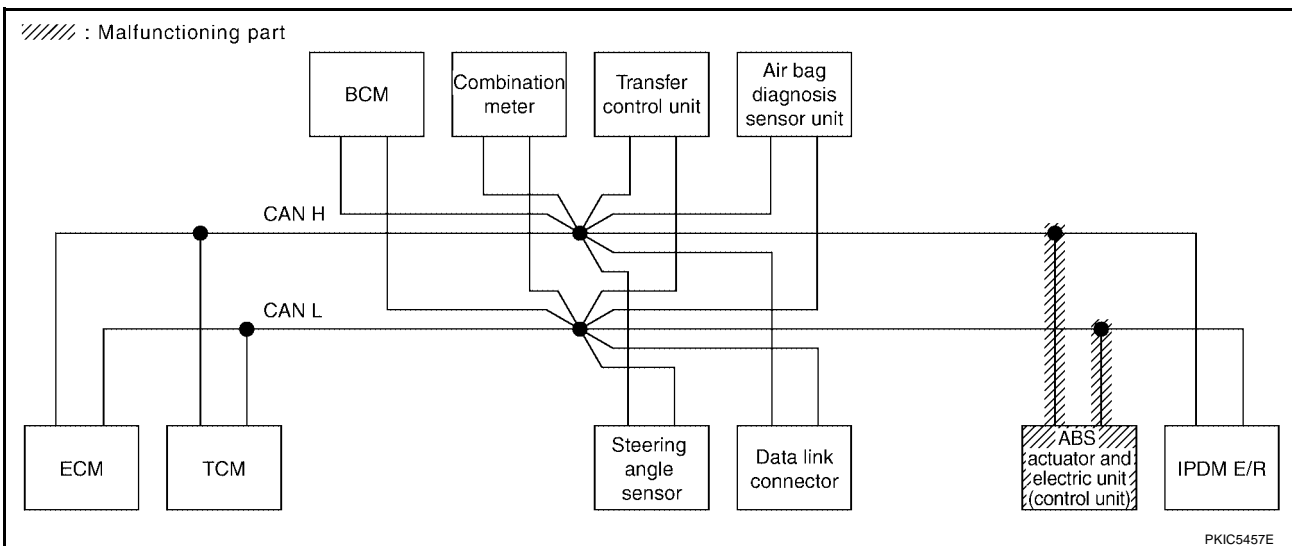 : Malfunctioning part
BCM
Combination
meter
Transfer
control unit
Air bag
diagnosis
sensor unit
CAN H
CAN L
ECM
TCM
Steering
angle
sensor
Data link
connector
ABS
actuator and
electric unit
(control unit)
IPDM E/R
PKIC5457E